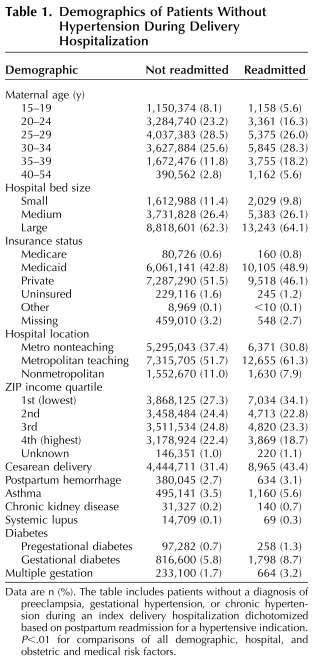 Table 1. Demographics of Patients Without
Hypertension During Delivery
Hospitalization
Demographic Not readmitted Readmitted
Maternal age (y)
15–19 1,150,374 (8.1) 1,158 (5.6)
20–24 3,284,740 (23.2) 3,361 (16.3)
25–29 4,037,383 (28.5) 5,375 (26.0)
30–34 3,627,884 (25.6) 5,845 (28.3)
35–39 1,672,476 (11.8) 3,755 (18.2)
40–54 390,562 (2.8) 1,162 (5.6)
Hospital bed size
Small 1,612,988 (11.4) 2,029 (9.8)
Medium 3,731,828 (26.4) 5,383 (26.1)
Large 8,818,601 (62.3) 13,243 (64.1)
Insurance status
Medicare 80,726 (0.6) 160 (0.8)
Medicaid 6,061,141 (42.8) 10,105 (48.9)
Private 7,287,290 (51.5) 9,518 (46.1)
Uninsured 229,116 (1.6) 245 (1.2)
Other 8,969 (0.1) <10 (0.1)
Missing 459,010 (3.2) 548 (2.7)
Hospital location
Metro nonteaching 5,295,043 (37.4) 6,371 (30.8)
Metropolitan teaching 7,315,705 (51.7) 12,655 (61.3)
Nonmetropolitan 1,552,670 (11.0) 1,630 (7.9)
ZIP income quartile
1st (lowest) 3,868,125 (27.3) 7,034 (34.1)
2nd 3,458,484 (24.4) 4,713 (22.8)
3rd 3,511,534 (24.8) 4,820 (23.3)
4th (highest) 3,178,924 (22.4) 3,869 (18.7)
Unknown 146,351 (1.0) 220 (1.1)
Cesarean delivery 4,444,711 (31.4) 8,965 (43.4)
Postpartum hemorrhage 380,045 (2.7) 634 (3.1)
Asthma 495,141 (3.5) 1,160 (5.6)
Chronic kidney disease 31,327 (0.2) 140 (0.7)
Systemic lupus 14,709 (0.1) 69 (0.3)
Diabetes
Pregestational diabetes 97,282 (0.7) 258 (1.3)
Gestational diabetes 816,600 (5.8) 1,798 (8.7)
Multiple gestation 233,100 (1.7) 664 (3.2)
Data are n (%). The table includes patients without a diagnosis of
preeclampsia, gestational hypertension, or chronic hyperten-
sion during an index delivery hospitalization dichotomized
based on postpartum readmission for a hypertensive indication.
P<.01 for comparisons of all demographic, hospital, and
obstetric and medical risk factors.